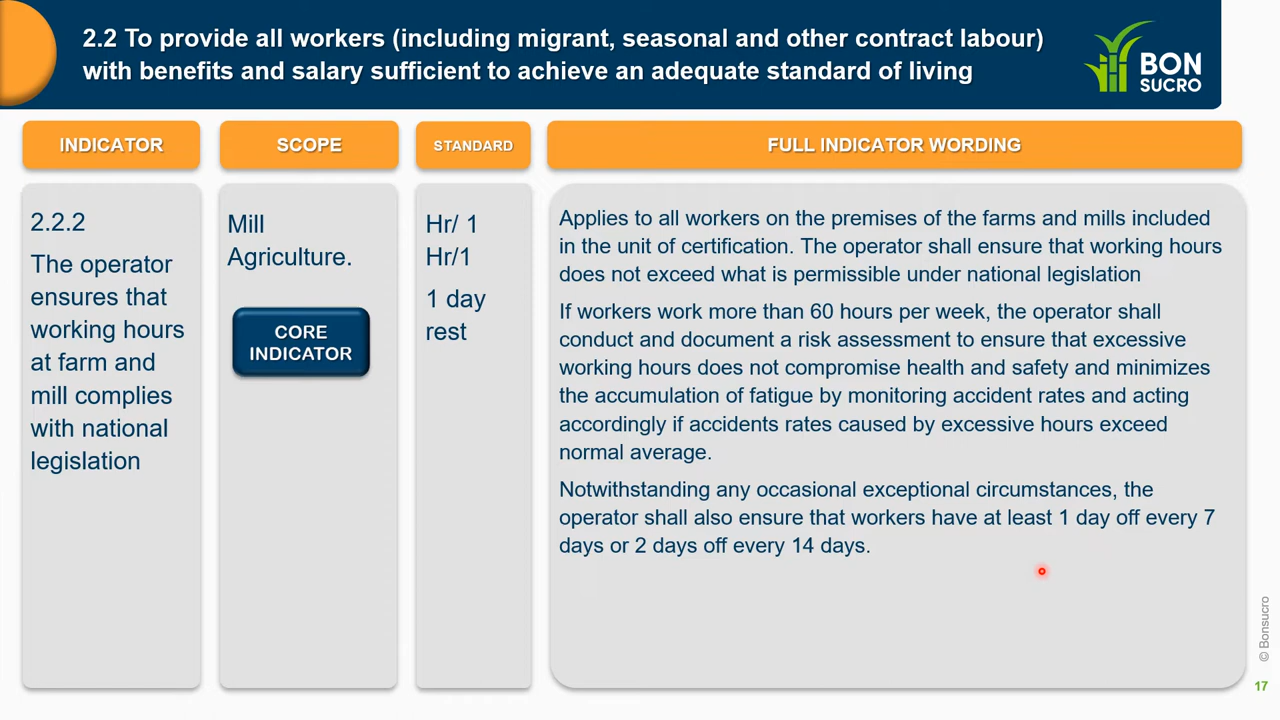 2.2 To provide all workers (including migrant, seasonal and other contract labour)
with benefits and salary sufficient to achieve an adequate standard of living
BON
SUCRO
INDICATOR
SCOPE
STANDARD
FULL INDICATOR WORDING
2.2.2
The operator
ensures that
working hours
at farm and
mill complies
with national
legislation
Mill
Agriculture.
CORE
INDICATOR
Hr/ 1
Hr/1
1 day
rest
Applies to all workers on the premises of the farms and mills included
in the unit of certification. The operator shall ensure that working hours
does not exceed what is permissible under national legislation
If workers work more than 60 hours per week, the operator shall
conduct and document a risk assessment to ensure that excessive
working hours does not compromise health and safety and minimizes
the accumulation of fatigue by monitoring accident rates and acting
accordingly if accidents rates caused by excessive hours exceed
normal average.
Notwithstanding any occasional exceptional circumstances, the
operator shall also ensure that workers have at least 1 day off every 7
days or 2 days off every 14 days.
© Bonsucro
17